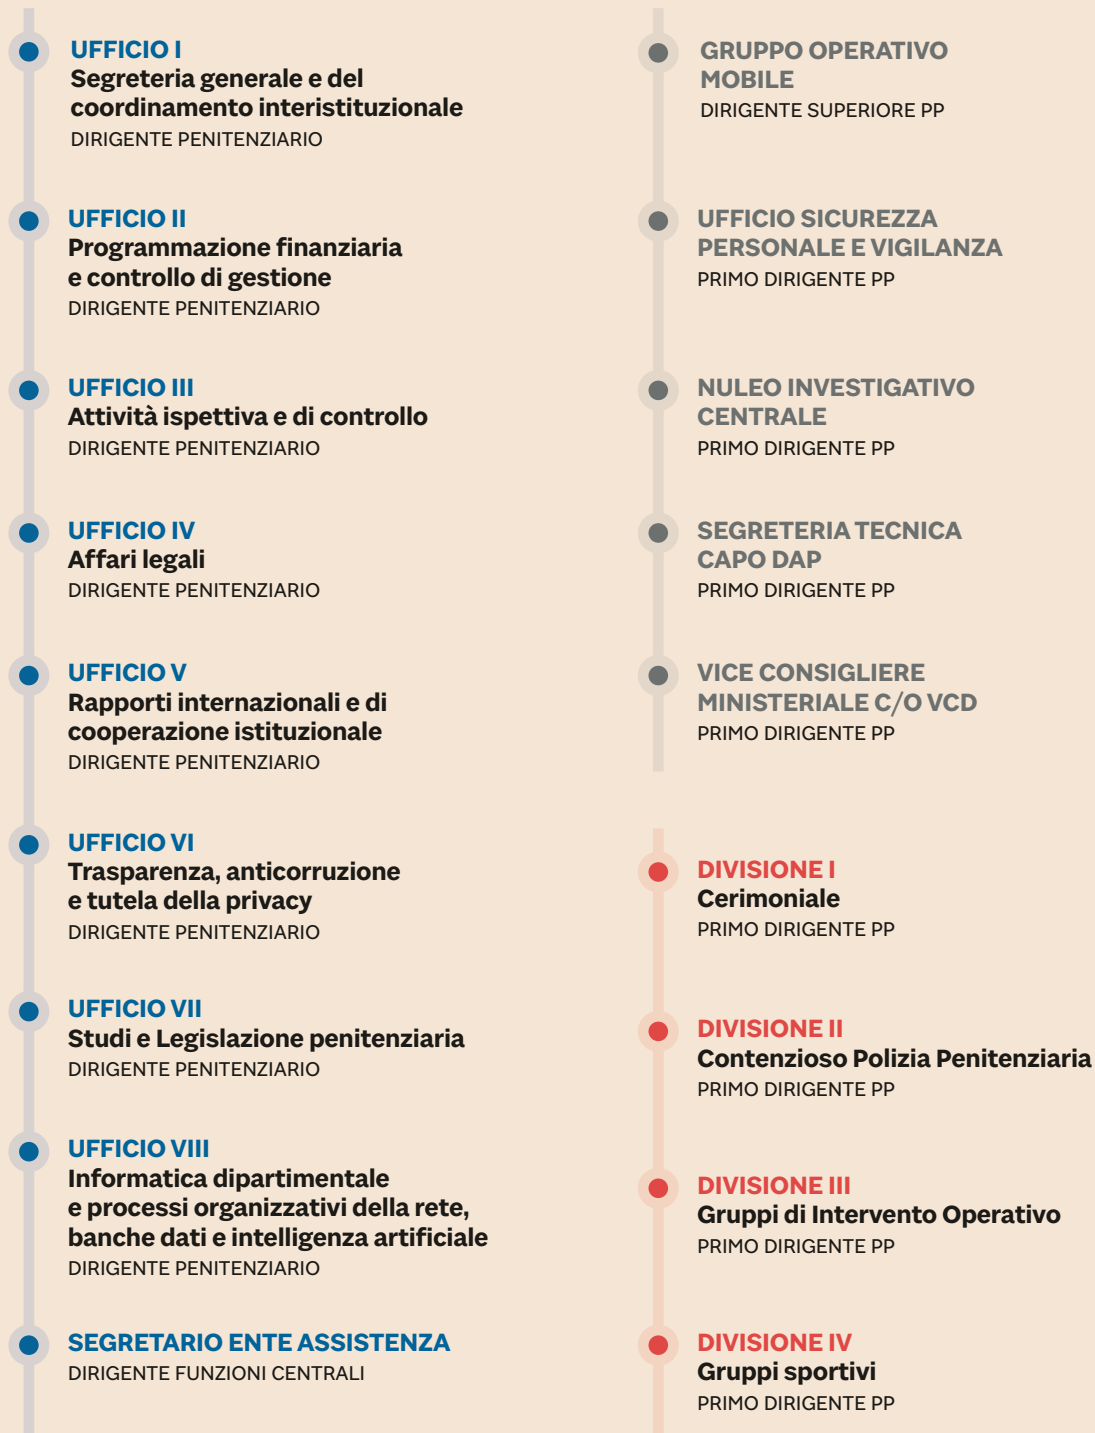 UFFICIO I
Segreteria generale e del
coordinamento interistituzionale
DIRIGENTE PENITENZIARIO
UFFICIO II
Programmazione finanziaria
e controllo di gestione
DIRIGENTE PENITENZIARIO
UFFICIO III
Attività ispettiva e di controllo
DIRIGENTE PENITENZIARIO
UFFICIO IV
Affari legali
DIRIGENTE PENITENZIARIO
UFFICIO V
Rapporti internazionali e di
cooperazione istituzionale
DIRIGENTE PENITENZIARIO
UFFICIO VI
Trasparenza, anticorruzione
e tutela della privacy
DIRIGENTE PENITENZIARIO
UFFICIO VII
Studi e Legislazione penitenziaria
DIRIGENTE PENITENZIARIO
UFFICIO VIII
Informatica dipartimentale
e processi organizzativi della rete,
banche dati e intelligenza artificiale
DIRIGENTE PENITENZIARIO
SEGRETARIO ENTE ASSISTENZA
DIRIGENTE FUNZIONI CENTRALI
GRUPPO OPERATIVO
MOBILE
DIRIGENTE SUPERIORE PP
UFFICIO SICUREZZA
PERSONALE E VIGILANZA
PRIMO DIRIGENTE PP
NULEO INVESTIGATIVO
CENTRALE
PRIMO DIRIGENTE PP
SEGRETERIA TECNICA
CAPO DAP
PRIMO DIRIGENTE PP
VICE CONSIGLIERE
MINISTERIALE C/O VCD
PRIMO DIRIGENTE PP
DIVISIONE I
Cerimoniale
PRIMO DIRIGENTE PP
DIVISIONE II
Contenzioso Polizia Penitenziaria
PRIMO DIRIGENTE PP
DIVISIONE III
Gruppi di Intervento Operativo
PRIMO DIRIGENTE PP
DIVISIONE IV
Gruppi sportivi
PRIMO DIRIGENTE PP